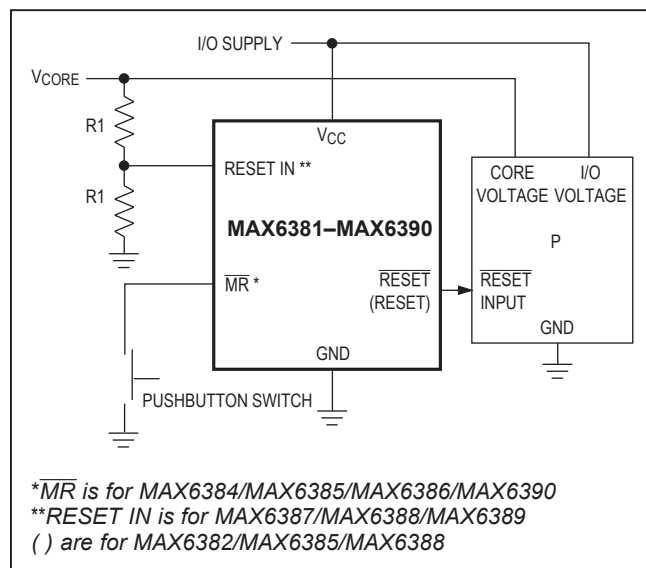 I/O SUPPLY
VCORE
R1
VCC
RESET IN **
CORE VOLTAGE
I/O VOLTAGE
R1
MAX6381–MAX6390
P
MR *
RESET
(RESET)
RESET INPUT
GND
GND
PUSHBUTTON SWITCH
*MR is for MAX6384/MAX6385/MAX6386/MAX6390
**RESET IN is for MAX6387/MAX6388/MAX6389
( ) are for MAX6382/MAX6385/MAX6388